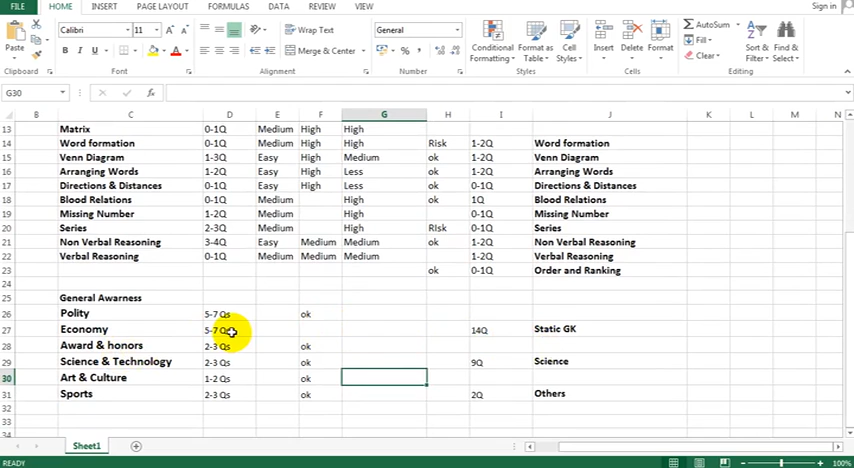 FILE HOME INSERT PAGE LAYOUT FORMULAS DATA REVIEW VIEW Sign in
Calibri 11 A A Wrap Text General AutoSum
Paste B I U Merge & Center % Conditional Formatting Format as Table Cell Styles Insert Delete Format Fill Clear Sort & Filter Find & Select
Clipboard Font Alignment Number Styles Cells Editing
G30 fx
B C D E F G H I J K L M N
13 Matrix 0-1Q Medium High High
14 Word formation 0-1Q Medium High High Risk 1-2Q Word formation
15 Venn Diagram 1-3Q Easy High Medium ok 1-2Q Venn Diagram
16 Arranging Words 1-2Q Easy High Less ok 1-2Q Arranging Words
17 Directions & Distances 0-1Q Easy High Less ok 0-1Q Directions & Distances
18 Blood Relations 0-1Q Medium High ok 1Q Blood Relations
19 Missing Number 1-2Q Medium High 0-1Q Missing Number
20 Series 2-3Q Medium High RIsk 0-1Q Series
21 Non Verbal Reasoning 3-4Q Easy Medium Medium ok 1-2Q Non Verbal Reasoning
22 Verbal Reasoning 0-1Q Medium Medium Medium 1-2Q Verbal Reasoning
23 ok 0-1Q Order and Ranking
24
25 General Awarness
26 Polity 5-7 Qs ok
27 Economy 5-7 Qs 14Q Static GK
28 Award & honors 2-3 Qs ok
29 Science & Technology 2-3 Qs ok 9Q Science
30 Art & Culture 1-2 Qs ok
31 Sports 2-3 Qs ok 2Q Others
32
33
34
Sheet1
READY 100%